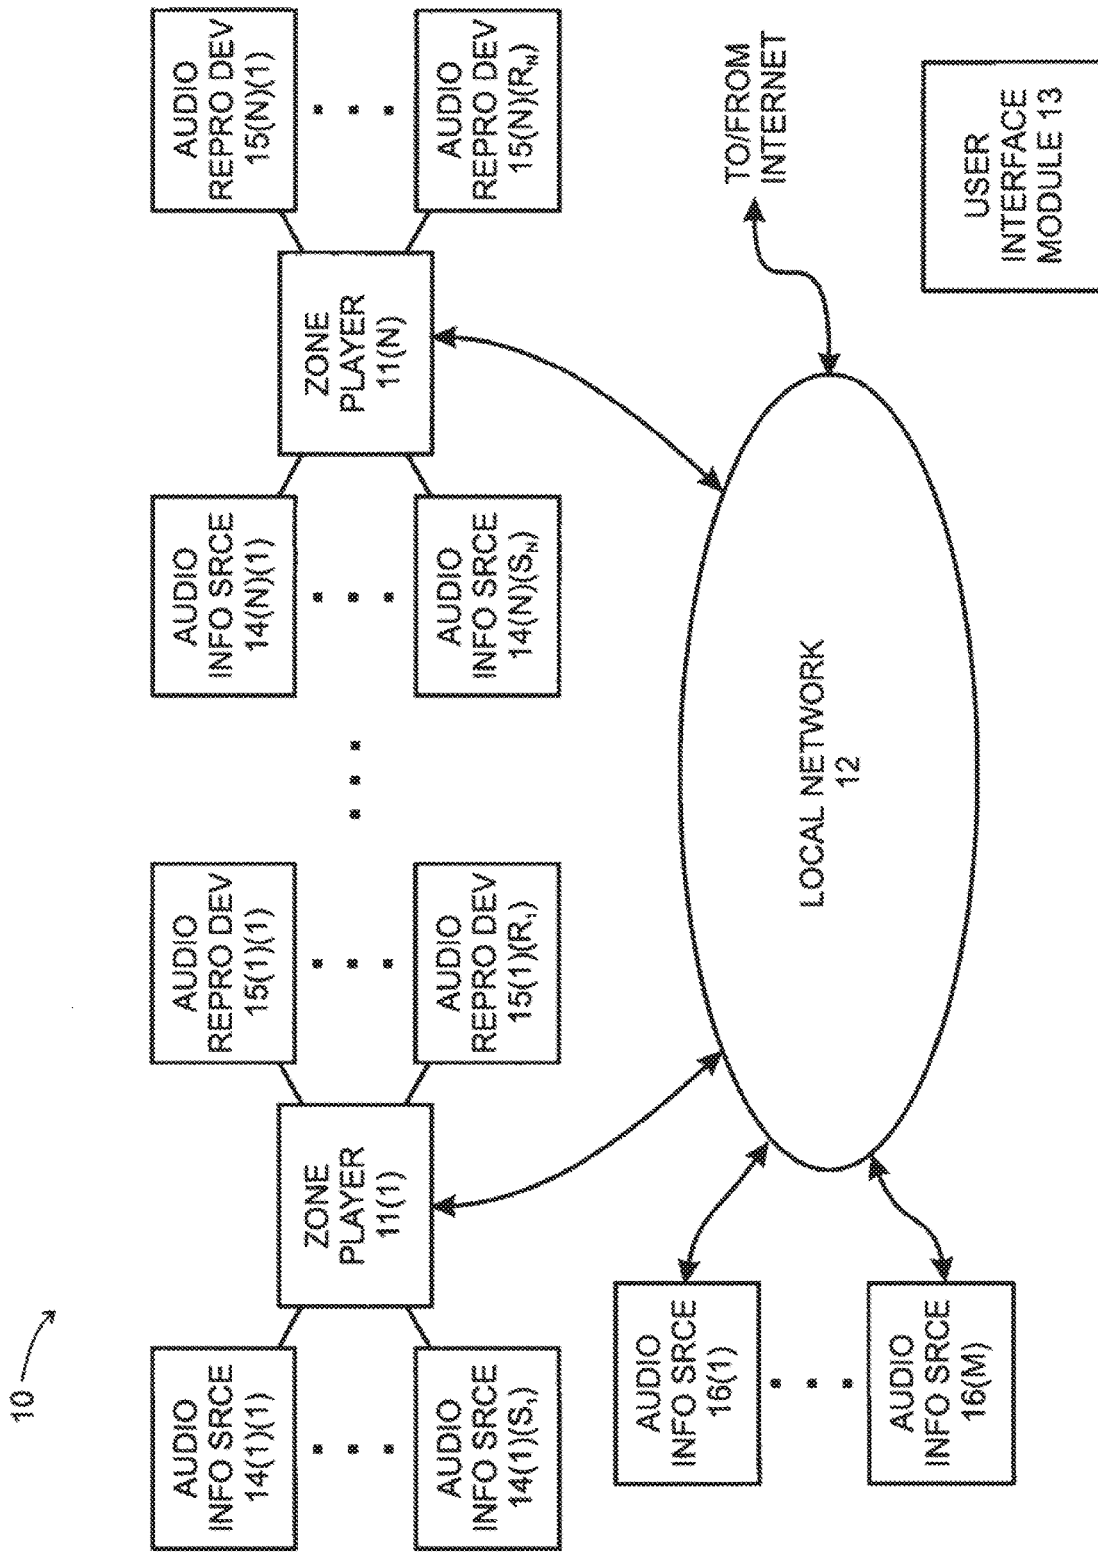 10
AUDIO
INFO SRCE
14(1)(1)
AUDIO
INFO SRCE
14(1)(S₁)
ZONE
PLAYER
11(1)
AUDIO
REPRO DEV
15(1)(1)
AUDIO
REPRO DEV
15(1)(R₁)
AUDIO
INFO SRCE
14(N)(1)
AUDIO
INFO SRCE
14(N)(S_N)
ZONE
PLAYER
11(N)
AUDIO
REPRO DEV
15(N)(1)
AUDIO
REPRO DEV
15(N)(R_N)
AUDIO
INFO SRCE
16(1)
AUDIO
INFO SRCE
16(M)
LOCAL NETWORK
12
TO/FROM
INTERNET
USER
INTERFACE
MODULE 13